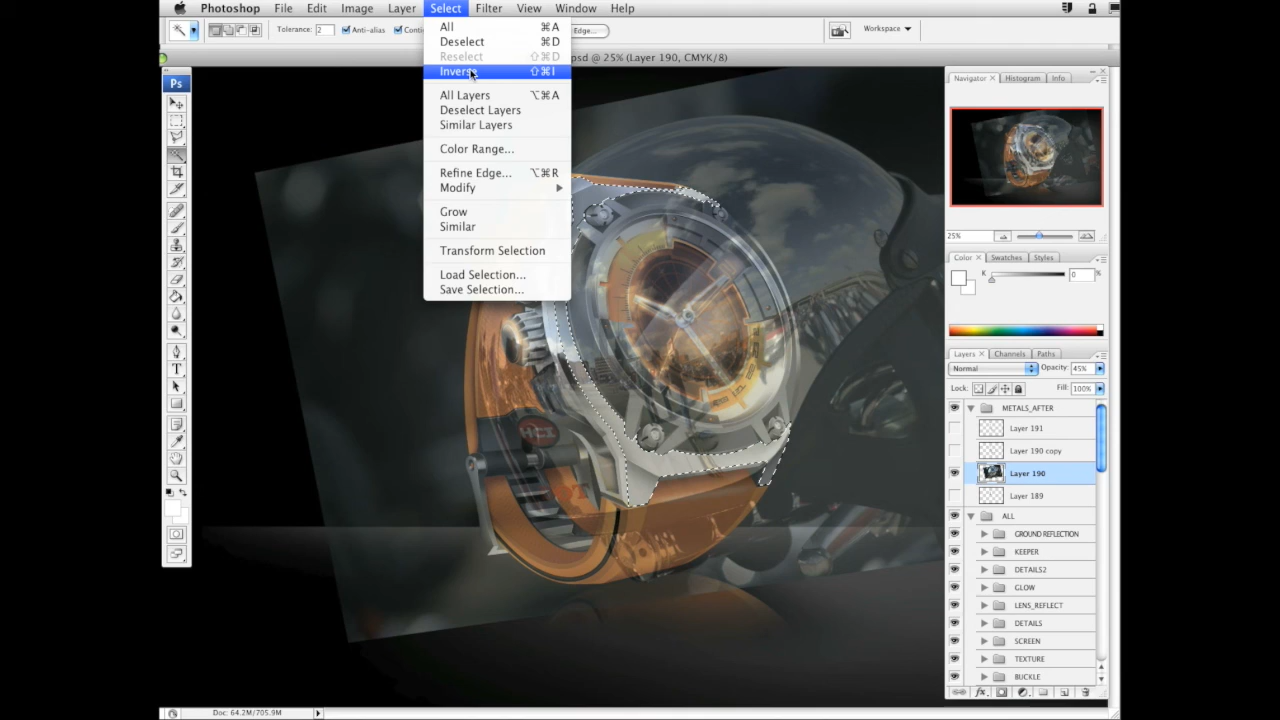 Photoshop File Edit Image Layer Select Filter View Window Help
Tolerance: 2 Anti-alias Edge... Workspace
.psd @ 25% (Layer 190, CMYK/8)
All ⌘A
Deselect ⌘D
Reselect ⇧⌘D
Inverse ⇧⌘I
All Layers ⌥⌘A
Deselect Layers
Similar Layers
Color Range...
Refine Edge... ⌥⌘R
Modify
Grow
Similar
Transform Selection
Load Selection...
Save Selection...
Ps
T
HCI
Navigator × Histogram Info
25%
Color × Swatches Styles
K 0 %
Layers × Channels Paths
Normal Opacity: 45%
Lock: Fill: 100%
METALS_AFTER
Layer 191
Layer 190 copy
Layer 190
Layer 189
ALL
GROUND REFLECTION
KEEPER
DETAILS2
GLOW
LENS_REFLECT
DETAILS
SCREEN
TEXTURE
BUCKLE
fx
Doc: 64.2M/705.9M